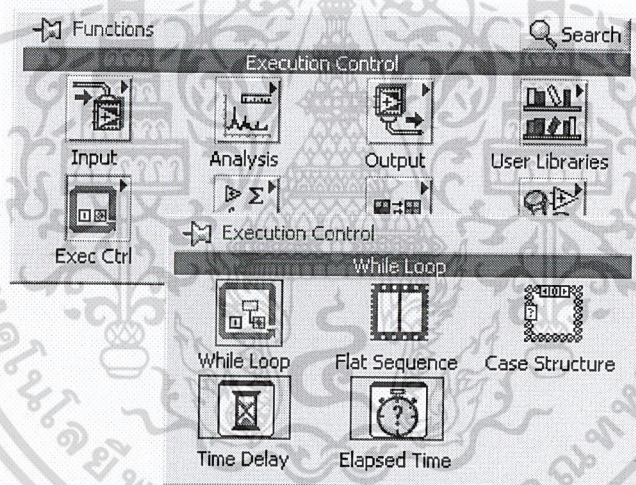 Functions
Search
Execution Control
Input Analysis Output User Libraries
Exec Ctrl
Execution Control
While Loop
While Loop Flat Sequence Case Structure
Time Delay Elapsed Time